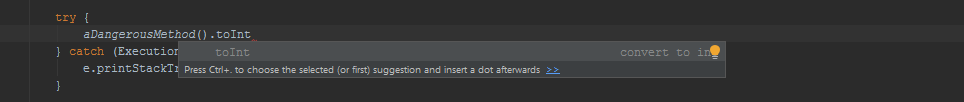 try {
aDangerousMethod().toInt
toInt convert to in
} catch (Execution
e.printStackTr
Press Ctrl+. to choose the selected (or first) suggestion and insert a dot afterwards >>
}